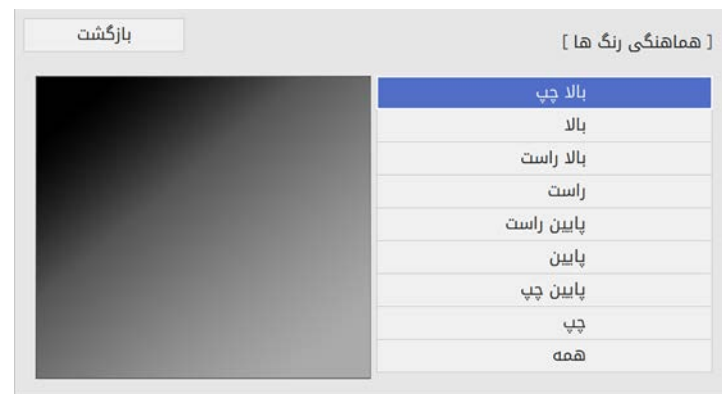 [ هماهنگی رنگ ها ]
بازگشت
بالا چپ
بالا
بالا راست
راست
پایین راست
پایین
پایین چپ
چپ
همه